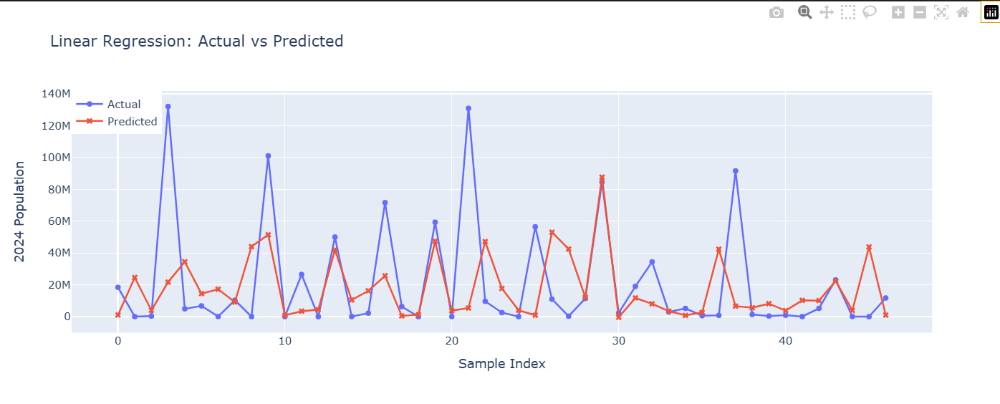 Linear Regression: Actual vs Predicted
Actual
Predicted
140M
120M
100M
80M
60M
40M
20M
0
2024 Population
0 10 20 30 40
Sample Index